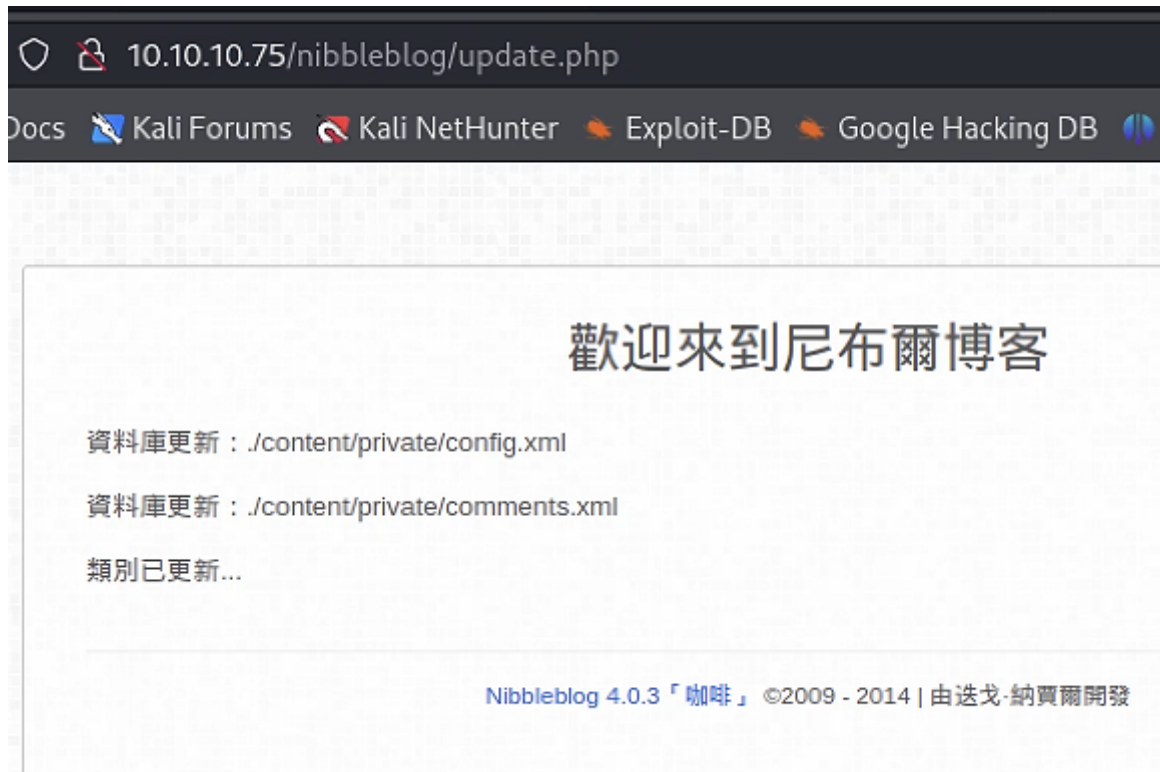 10.10.10.75/nibbleblog/update.php
Docs Kali Forums Kali NetHunter Exploit-DB Google Hacking DB
歡迎來到尼布爾博客
資料庫更新：./content/private/config.xml
資料庫更新：./content/private/comments.xml
類別已更新...
Nibbleblog 4.0.3「咖啡」 ©2009 - 2014 | 由迭戈·納賈爾開發